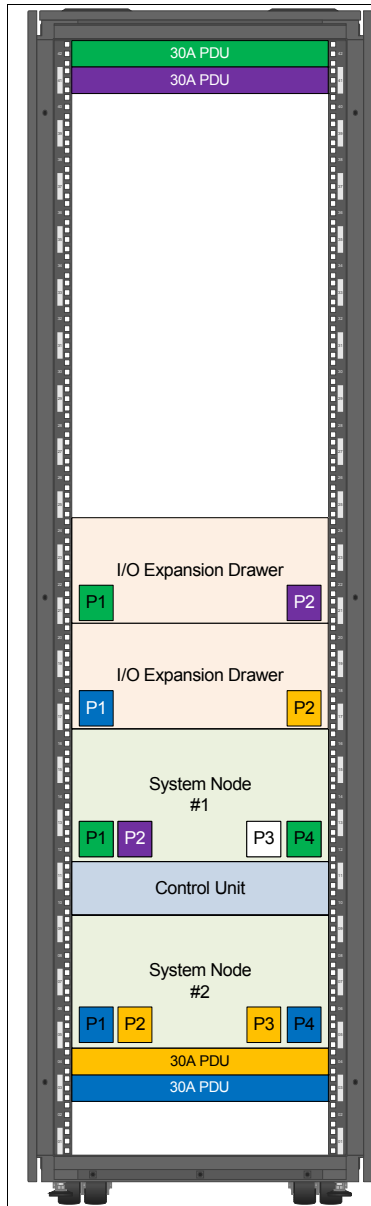 30A PDU
30A PDU
I/O Expansion Drawer
P1
P2
I/O Expansion Drawer
P1
P2
System Node
#1
P1
P2
P3
P4
Control Unit
System Node
#2
P1
P2
P3
P4
30A PDU
30A PDU